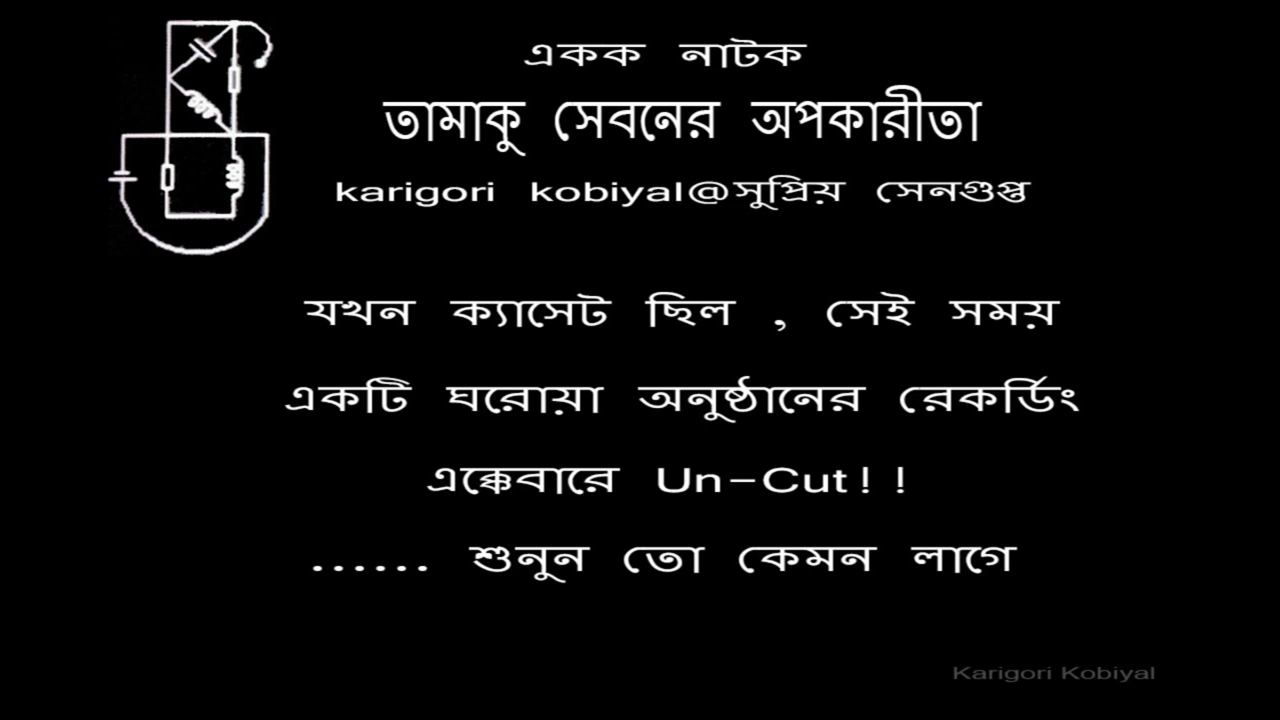 একক নাটক
তামাকু সেবনের অপকারীতা
karigori kobiyal@সুপ্রিয় সেনগুপ্ত
যখন ক্যাসেট ছিল , সেই সময়
একটি ঘরোয়া অনুষ্ঠানের রেকর্ডিং
এক্কেবারে Un-Cut!!
...... শুনুন তো কেমন লাগে
Karigori Kobiyal